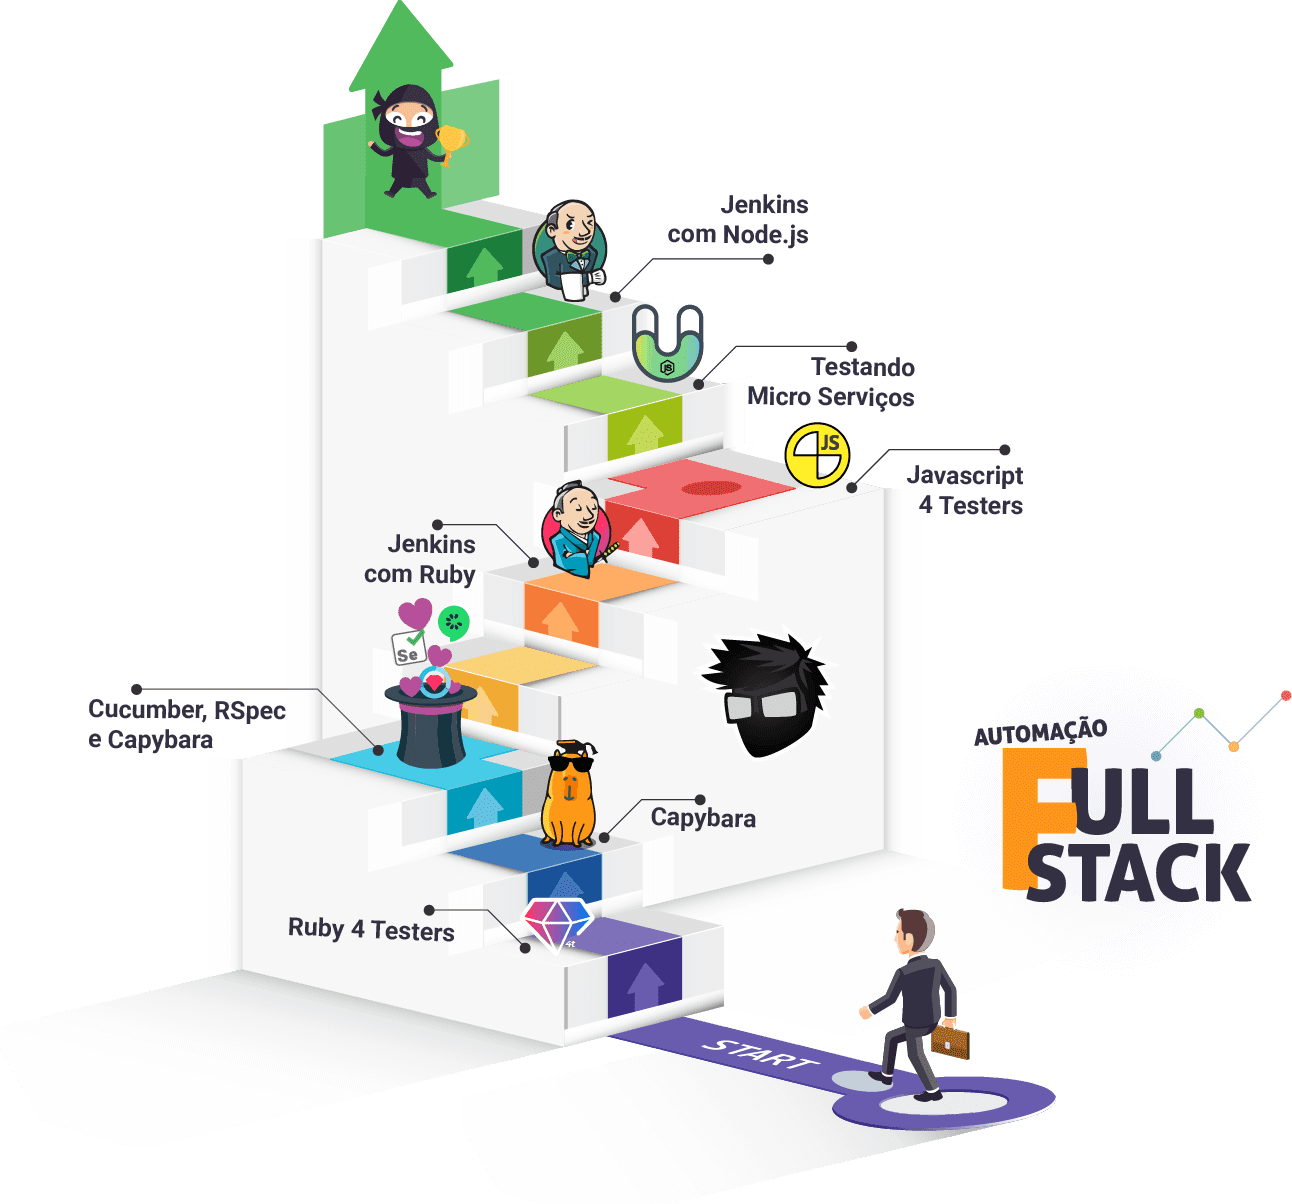 Jenkins
com Node.js
Testando
Micro Serviços
JS
JS
Javascript
4 Testers
Jenkins
com Ruby
Se
Cucumber, RSpec
e Capybara
Capybara
Ruby 4 Testers
4t
AUTOMAÇÃO
FULL
STACK
START